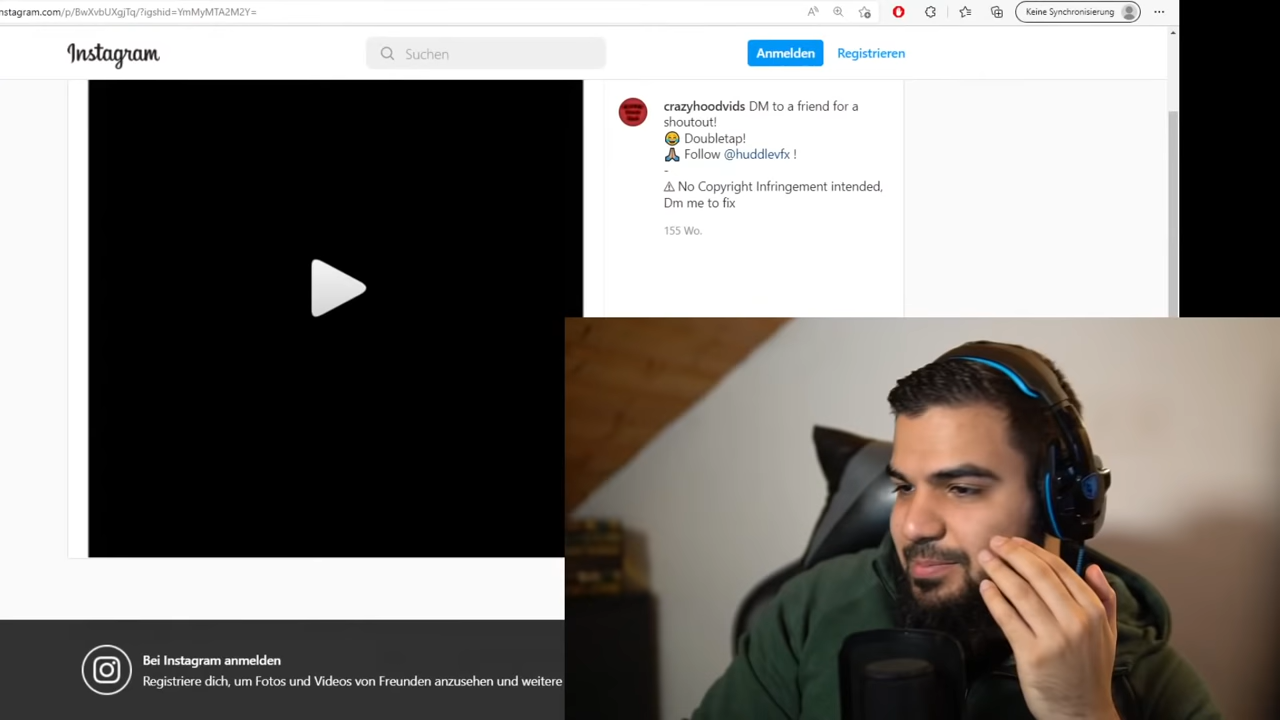 nstagram.com/p/BwXvbUXgjTq/?igshid=YmMyMTA2M2Y=
Keine Synchronisierung
Instagram
Suchen
Anmelden
Registrieren
crazyhoodvids DM to a friend for a
shoutout!
😂 Doubletap!
🙏🏽 Follow @huddlevfx !
-
⚠ No Copyright Infringement intended,
Dm me to fix
155 Wo.
Bei Instagram anmelden
Registriere dich, um Fotos und Videos von Freunden anzusehen und weitere